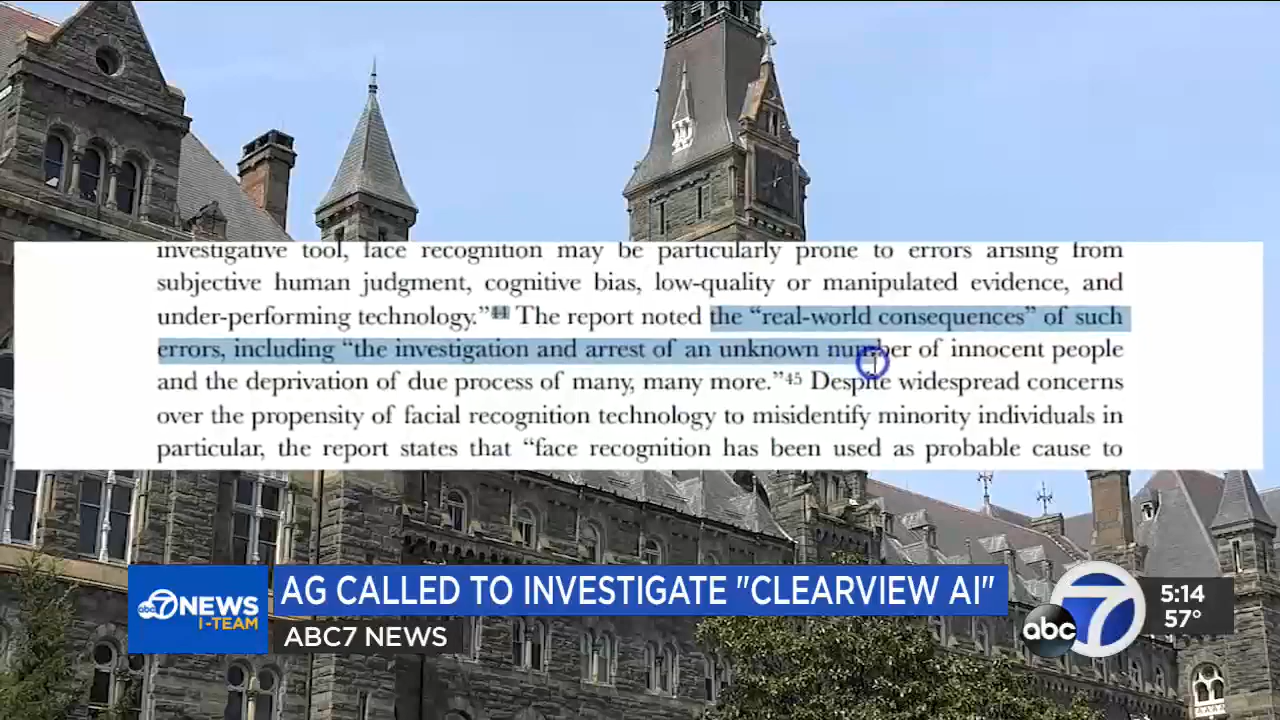 investigative tool, face recognition may be particularly prone to errors arising from
subjective human judgment, cognitive bias, low-quality or manipulated evidence, and
under-performing technology.”44 The report noted the “real-world consequences” of such
errors, including “the investigation and arrest of an unknown number of innocent people
and the deprivation of due process of many, many more.”45 Despite widespread concerns
over the propensity of facial recognition technology to misidentify minority individuals in
particular, the report states that “face recognition has been used as probable cause to
abc 7 NEWS
I-TEAM
AG CALLED TO INVESTIGATE "CLEARVIEW AI"
ABC7 NEWS
abc 7
5:14
57°